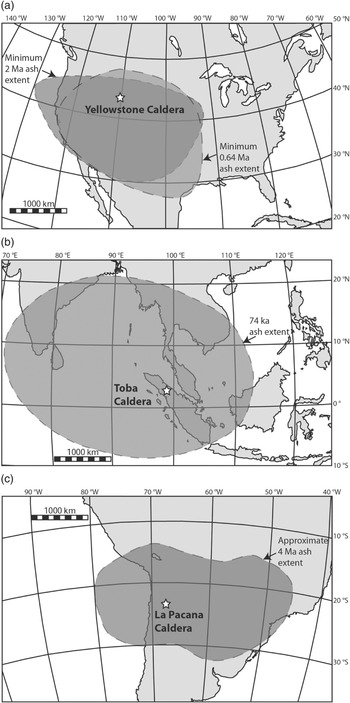 (a)
130°W 120°W 110°W 100°W 90°W 80°W 70°W 60°W 50°W
50°N
Minimum
2 Ma ash
extent
Yellowstone Caldera
40°N
Minimum
0.64 Ma
ash extent
30°N
1000 km
20°N
(b)
70°E 80°E 90°E 100°E 110°E 120°E
20°N
74 ka
ash extent
10°N
Toba
Caldera
0°
1000 km
10°S
(c)
90°W 80°W 70°W 60°W 50°W 40°W
1000 km
10°S
Approximate
4 Ma ash
extent
20°S
La Pacana
Caldera
30°S